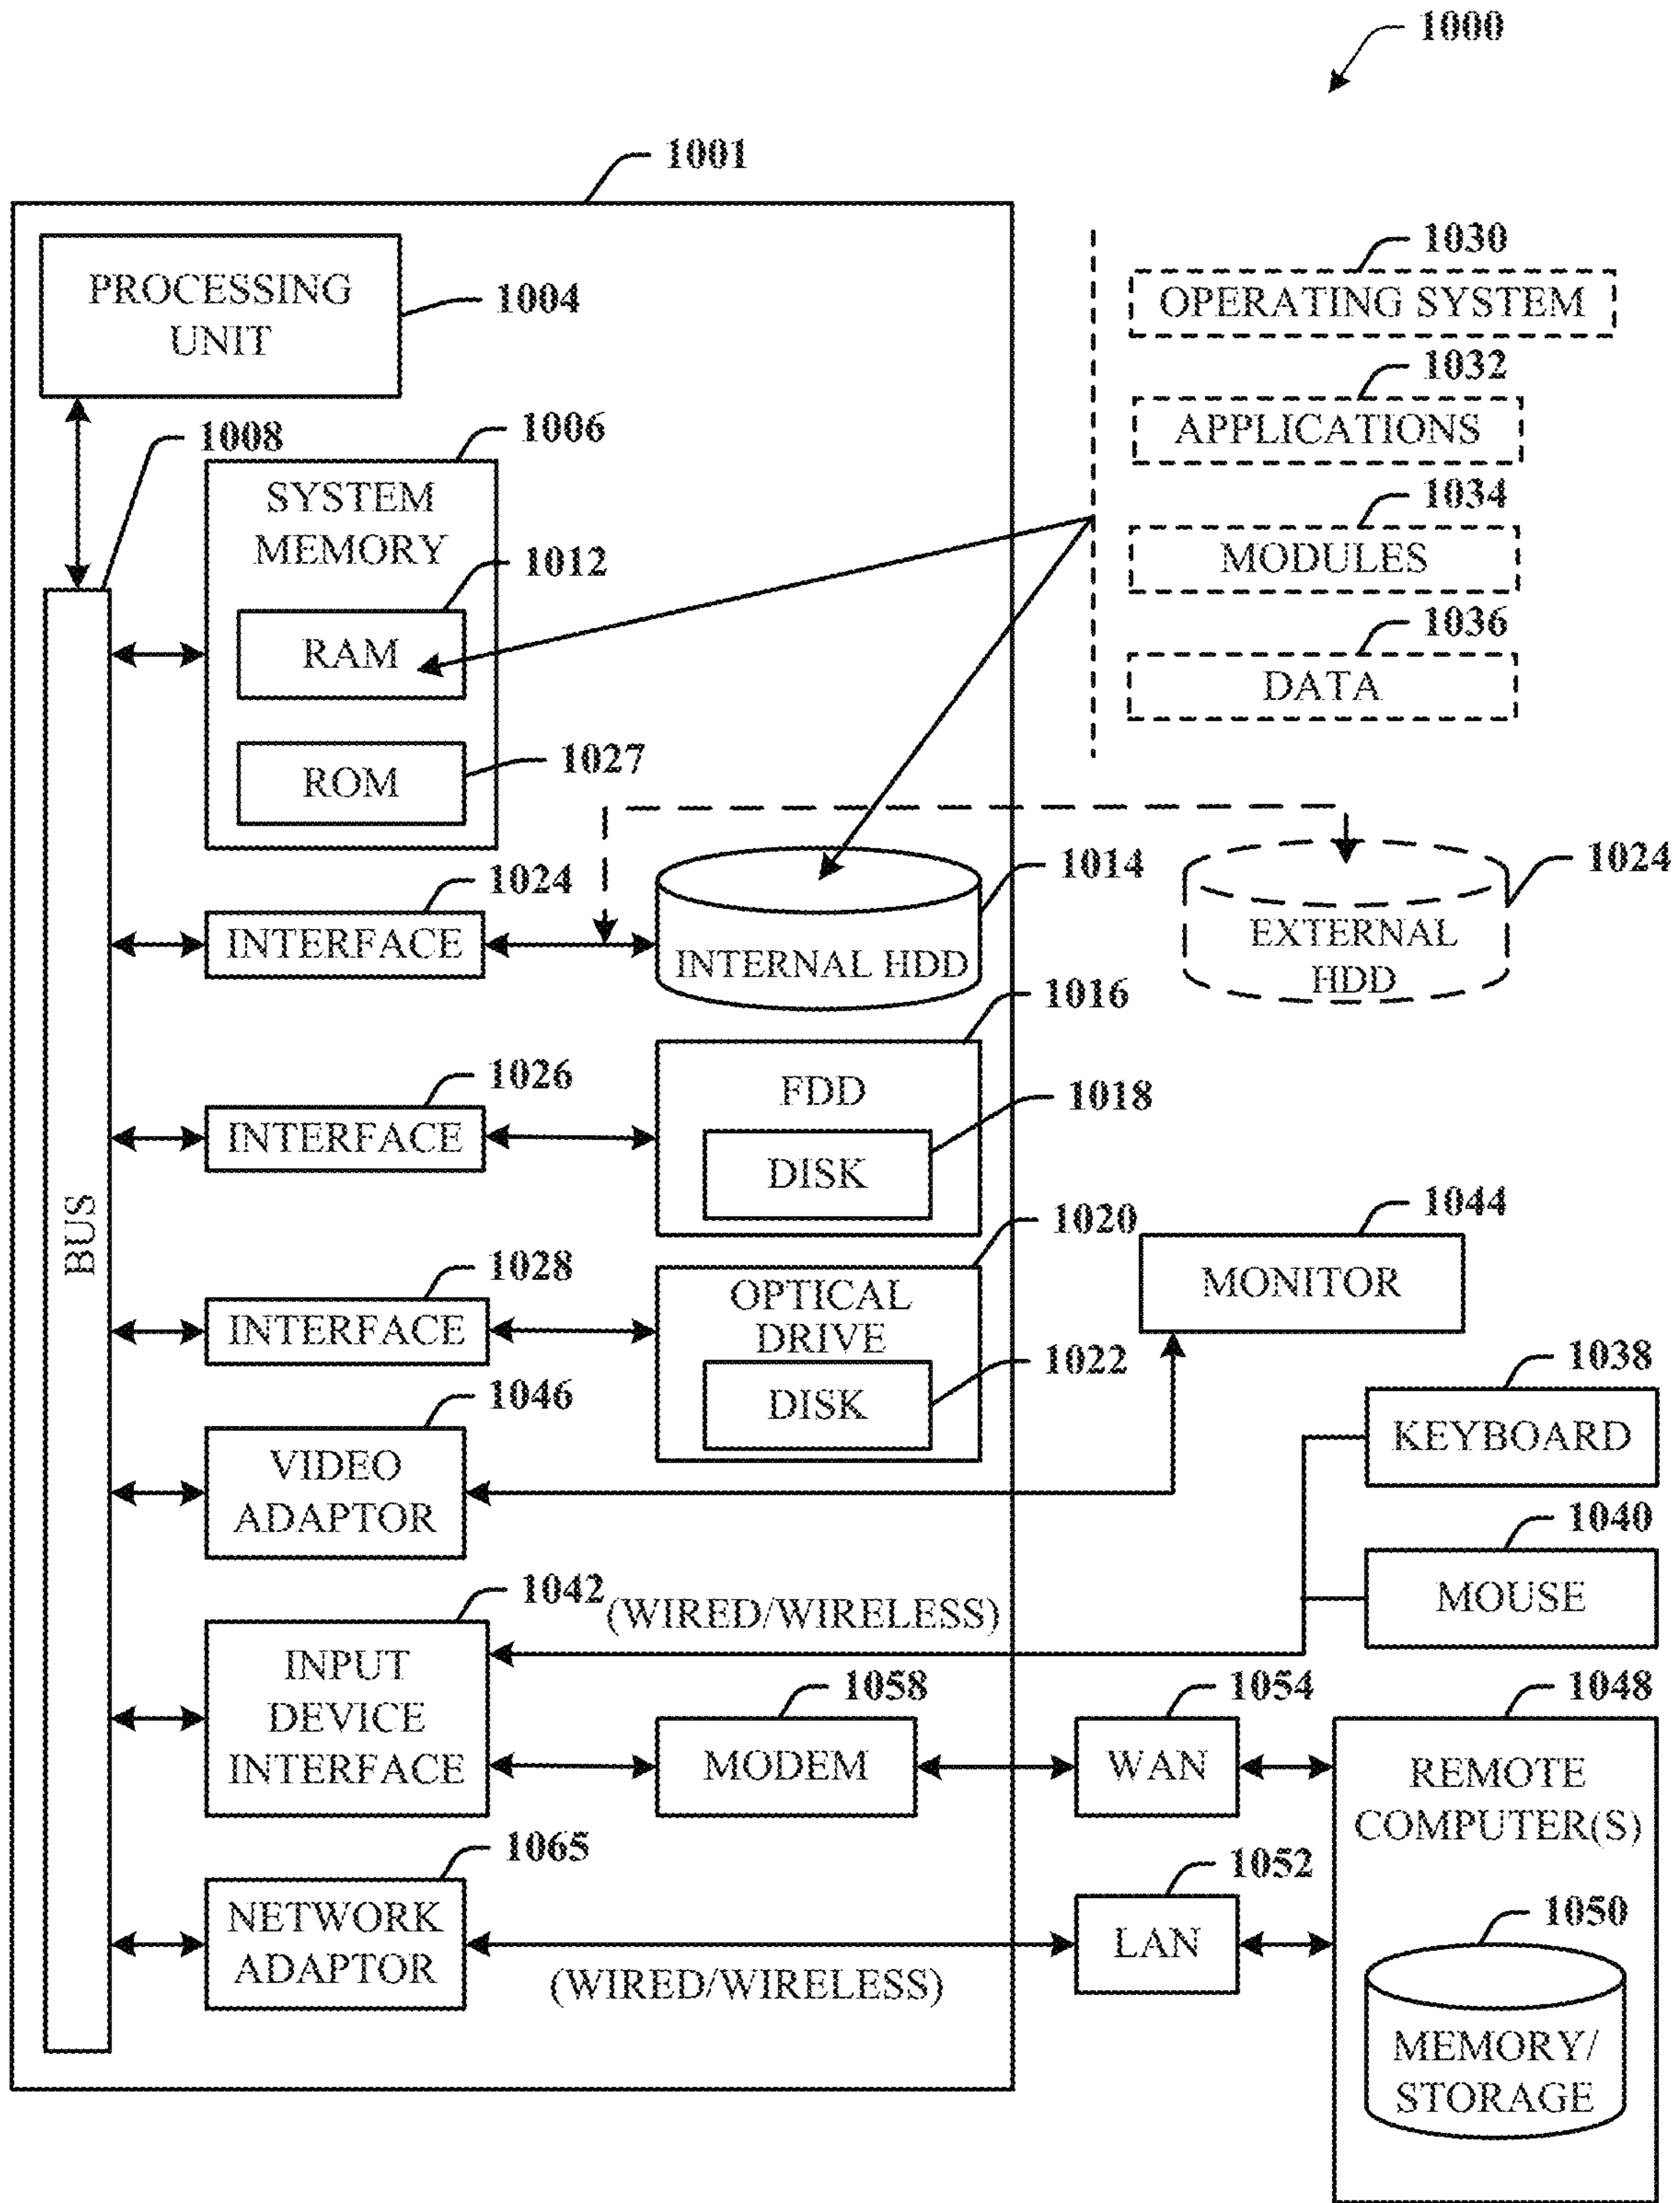 1000
1001
PROCESSING
UNIT
1004
1008
1006
SYSTEM
MEMORY
1012
RAM
1027
ROM
1030
OPERATING SYSTEM
1032
APPLICATIONS
1034
MODULES
1036
DATA
BUS
1024
INTERFACE
1014
INTERNAL HDD
1024
EXTERNAL
HDD
1026
INTERFACE
1016
FDD
1018
DISK
1028
INTERFACE
1020
OPTICAL
DRIVE
1022
DISK
1044
MONITOR
1046
VIDEO
ADAPTOR
1038
KEYBOARD
1040
MOUSE
1042
(WIRED/WIRELESS)
INPUT
DEVICE
INTERFACE
1058
MODEM
1054
WAN
1048
REMOTE
COMPUTER(S)
1065
NETWORK
ADAPTOR
(WIRED/WIRELESS)
1052
LAN
1050
MEMORY/
STORAGE